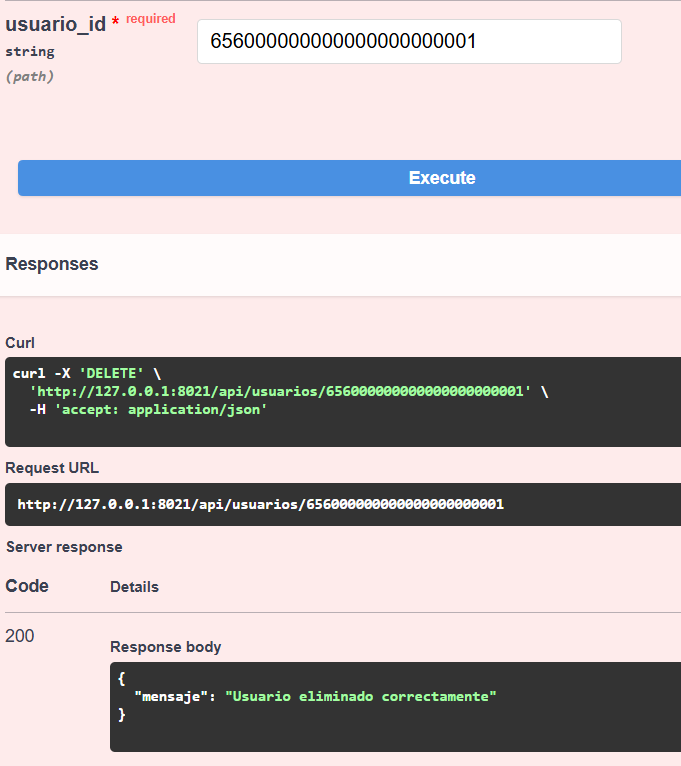 usuario_id * required
string
(path)
656000000000000000000001
Execute
Responses
Curl
curl -X 'DELETE' \
'http://127.0.0.1:8021/api/usuarios/656000000000000000000001' \
-H 'accept: application/json'
Request URL
http://127.0.0.1:8021/api/usuarios/656000000000000000000001
Server response
Code Details
200
Response body
{
"mensaje": "Usuario eliminado correctamente"
}